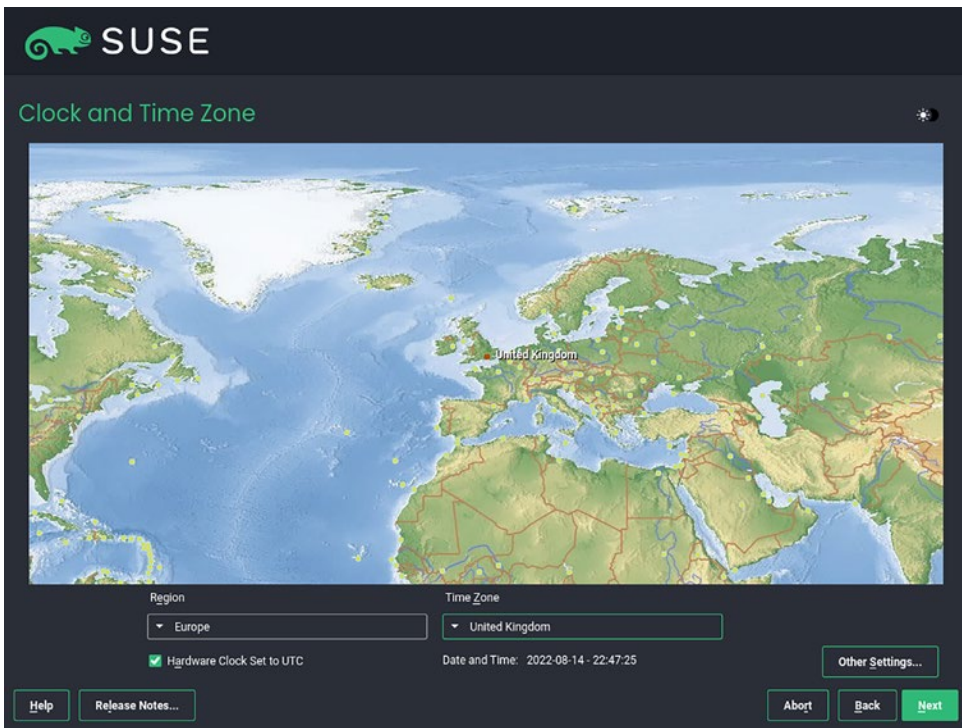 SUSE
Clock and Time Zone
United Kingdom
Region
Time Zone
Europe
United Kingdom
Hardware Clock Set to UTC
Date and Time: 2022-08-14 - 22:47:25
Other Settings...
Help
Release Notes...
Abort
Back
Next